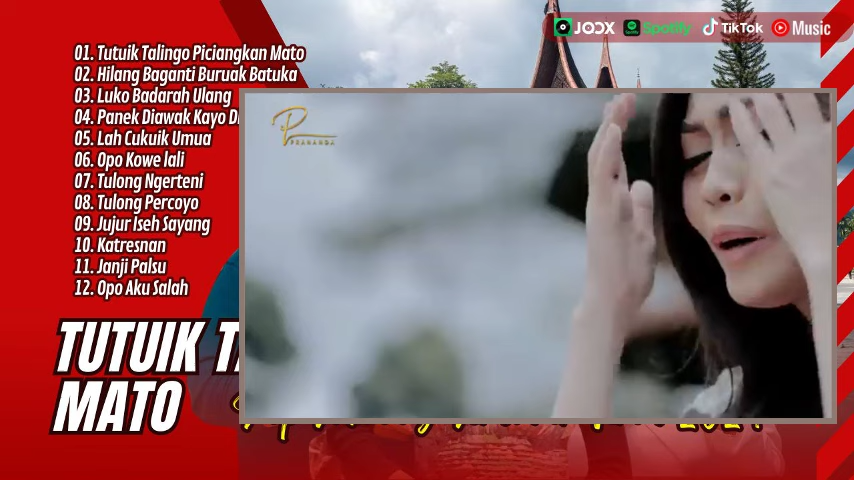 JOOX Spotify TikTok Music
01. Tutuik Talingo Piciangkan Mato
02. Hilang Baganti Buruak Batuka
03. Luko Badarah Ulang
04. Panek Diawak Kayo
05. Lah Cukuik Umua
06. Opo Kowe lali
07. Tulong Ngerteni
08. Tulong Percoyo
09. Jujur Iseh Sayang
10. Katresnan
11. Janji Palsu
12. Opo Aku Salah
PRANANDA
TUTUIK
MATO